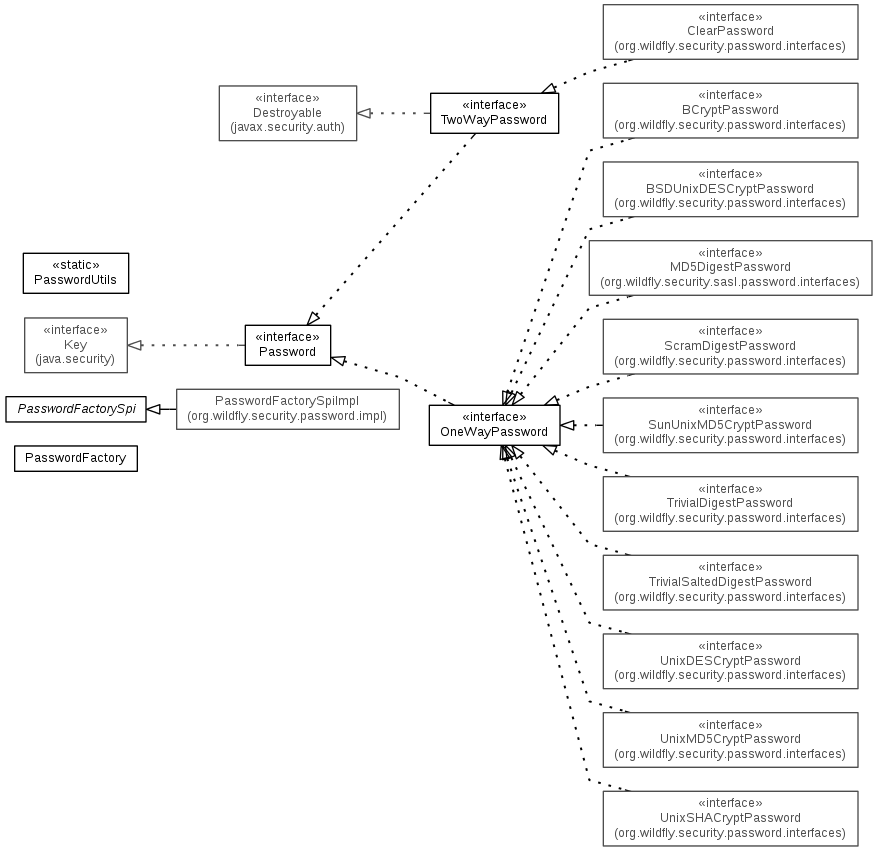 «interface»
ClearPassword
(org.wildfly.security.password.interfaces)
«interface»
Destroyable
(javax.security.auth)
«interface»
TwoWayPassword
«interface»
BCryptPassword
(org.wildfly.security.password.interfaces)
«interface»
BSDUnixDESCryptPassword
(org.wildfly.security.password.interfaces)
«static»
PasswordUtils
«interface»
MD5DigestPassword
(org.wildfly.security.sasl.password.interfaces)
«interface»
Key
(java.security)
«interface»
Password
«interface»
ScramDigestPassword
(org.wildfly.security.password.interfaces)
PasswordFactorySpi
PasswordFactorySpiImpl
(org.wildfly.security.password.impl)
«interface»
OneWayPassword
«interface»
SunUnixMD5CryptPassword
(org.wildfly.security.password.interfaces)
PasswordFactory
«interface»
TrivialDigestPassword
(org.wildfly.security.password.interfaces)
«interface»
TrivialSaltedDigestPassword
(org.wildfly.security.password.interfaces)
«interface»
UnixDESCryptPassword
(org.wildfly.security.password.interfaces)
«interface»
UnixMD5CryptPassword
(org.wildfly.security.password.interfaces)
«interface»
UnixSHACryptPassword
(org.wildfly.security.password.interfaces)